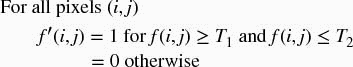 For all pixels (i,j)
f′(i,j) = 1 for f(i,j) ≥ T₁ and f(i,j) ≤ T₂
= 0 otherwise